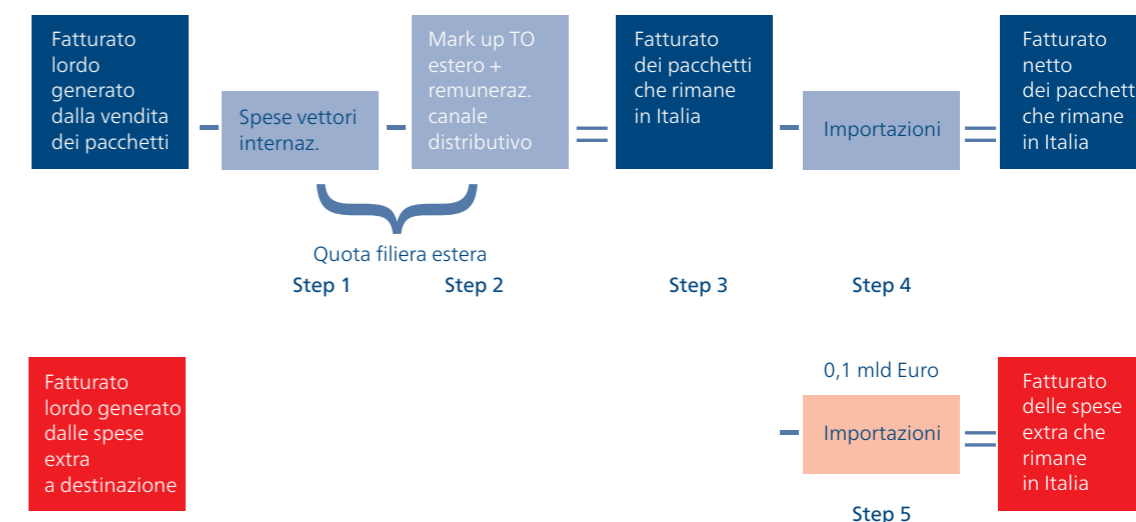 Fatturato
lordo
generato
dalla vendita
dei pacchetti
Spese vettori
internaz.
Mark up TO
estero +
remuneraz.
canale
distributivo
Fatturato
dei pacchetti
che rimane
in Italia
Importazioni
Fatturato
netto
dei pacchett
che rimane
in Italia
Quota filiera estera
Step 1
Step 2
Step 3
Step 4
Fatturato
lordo generato
dalle spese
extra
a destinazione
0,1 mld Euro
Importazioni
Fatturato
delle spese
extra che
rimane
in Italia
Step 5